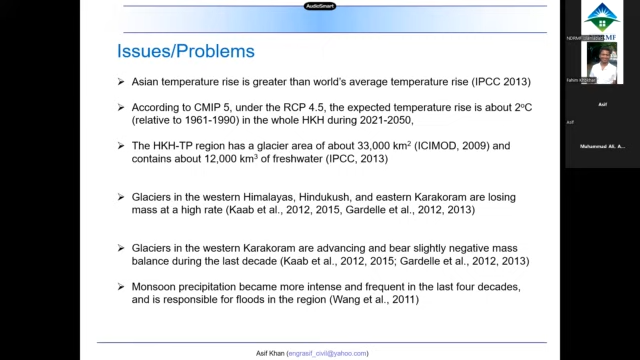 AudioSmart
Issues/Problems
➢ Asian temperature rise is greater than world's average temperature rise (IPCC 2013)
➢ According to CMIP 5, under the RCP 4.5, the expected temperature rise is about 2ºC
(relative to 1961-1990) in the whole HKH during 2021-2050,
➢ The HKH-TP region has a glacier area of about 33,000 km² (ICIMOD, 2009) and
contains about 12,000 km³ of freshwater (IPCC, 2013)
➢ Glaciers in the western Himalayas, Hindukush, and eastern Karakoram are losing
mass at a high rate (Kaab et al., 2012, 2015, Gardelle et al., 2012, 2013)
➢ Glaciers in the western Karakoram are advancing and bear slightly negative mass
balance during the last decade (Kaab et al., 2012, 2015; Gardelle et al., 2012, 2013)
➢ Monsoon precipitation became more intense and frequent in the last four decades,
and is responsible for floods in the region (Wang et al., 2011)
Asif Khan (engrasif_civil@yahoo.com)
Asif
Asif
Muhammad Ali, A...